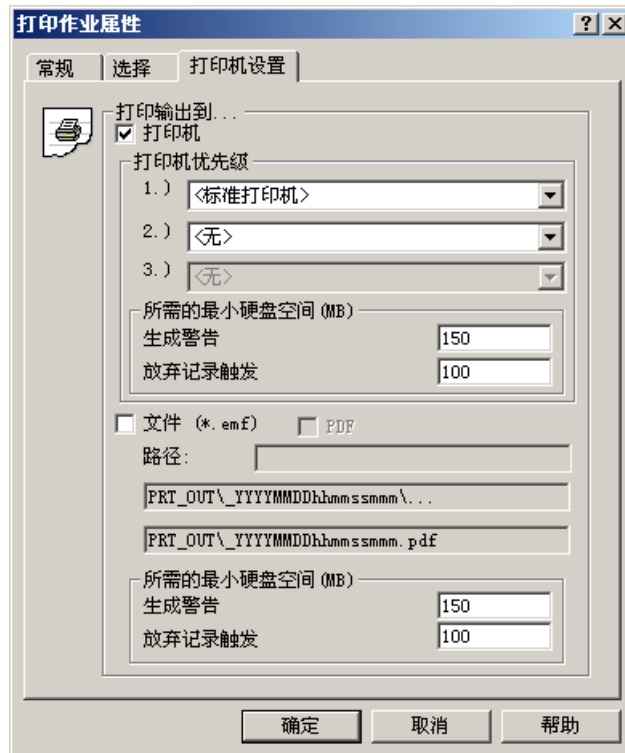 打印作业属性
常规 选择 打印机设置
打印输出到...
打印机
打印机优先级
1.) <标准打印机>
2.) <无>
3.) <无>
所需的最小硬盘空间(MB)
生成警告 150
放弃记录触发 100
文件 (*.emf) PDF
路径:
PRT_OUT\_YYYYMMDDhhmmssmmm\...
PRT_OUT\_YYYYMMDDhhmmssmmm.pdf
所需的最小硬盘空间(MB)
生成警告 150
放弃记录触发 100
确定 取消 帮助